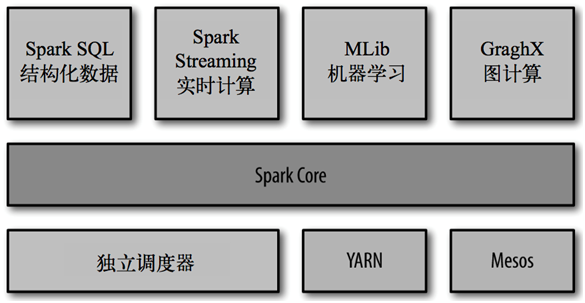 Spark SQL
结构化数据
Spark
Streaming
实时计算
MLib
机器学习
GraghX
图计算
Spark Core
独立调度器
YARN
Mesos